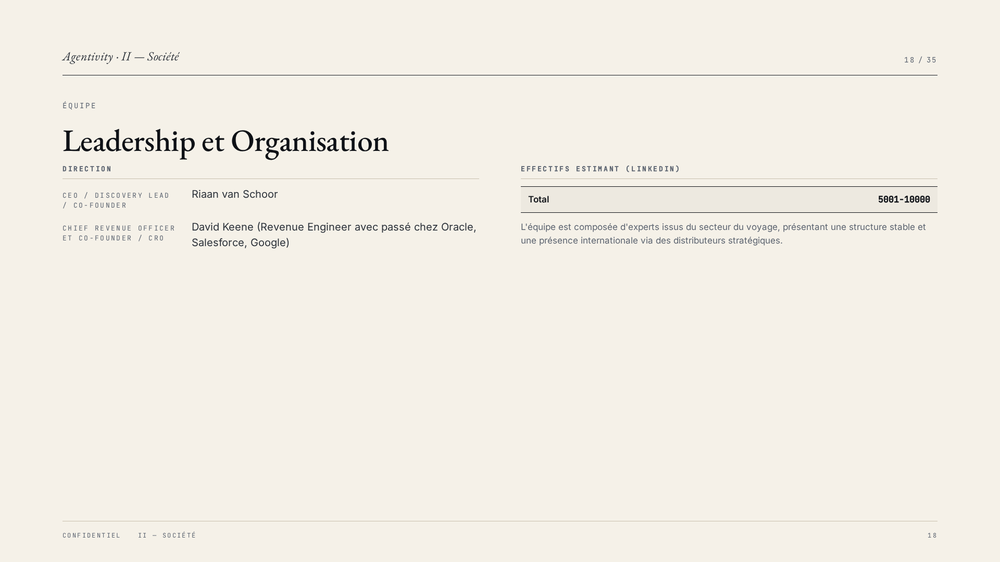 Agentivity · II — Société
18 / 35
ÉQUIPE
Leadership et Organisation
DIRECTION
CEO / DISCOVERY LEAD
/ CO-FOUNDER
Riaan van Schoor
CHIEF REVENUE OFFICER
ET CO-FOUNDER / CRO
David Keene (Revenue Engineer avec passé chez Oracle,
Salesforce, Google)
EFFECTIFS ESTIMANT (LINKEDIN)
Total 5001-10000
L'équipe est composée d'experts issus du secteur du voyage, présentant une structure stable et
une présence internationale via des distributeurs stratégiques.
CONFIDENTIEL II — SOCIÉTÉ
18